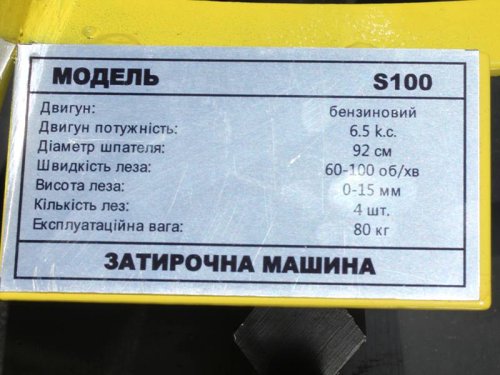 МОДЕЛЬ S100
Двигун: бензиновий
Двигун потужність: 6.5 k.c.
Діаметр шпателя: 92 см
Швидкість леза: 60-100 об/хв
Висота леза: 0-15 мм
Кількість лез: 4 шт.
Експлуатаційна вага: 80 кг
ЗАТИРОЧНА МАШИНА